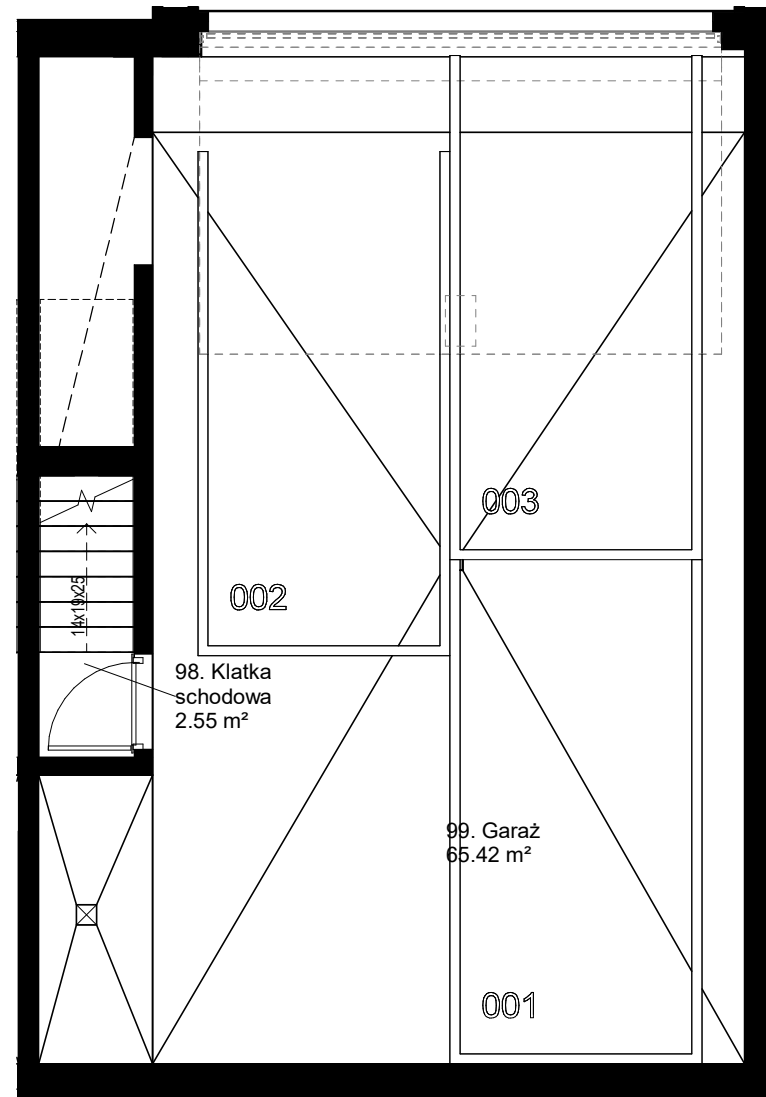 003
002
14x19x25
98. Klatka
schodowa
2.55 m²
99. Garaż
65.42 m²
001